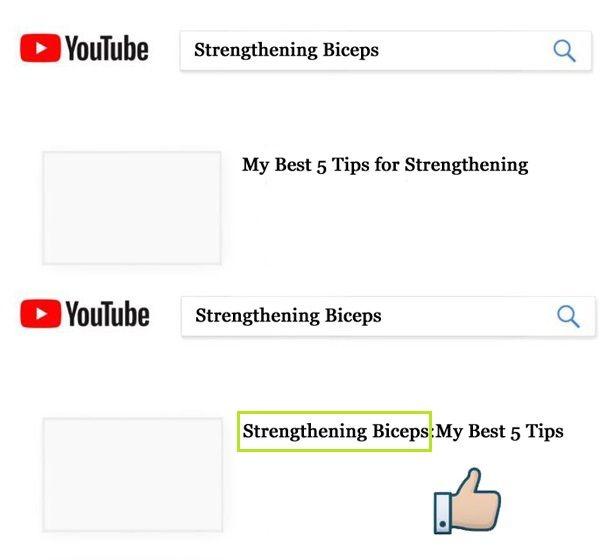 YouTube
Strengthening Biceps
My Best 5 Tips for Strengthening
YouTube
Strengthening Biceps
Strengthening Biceps:My Best 5 Tips